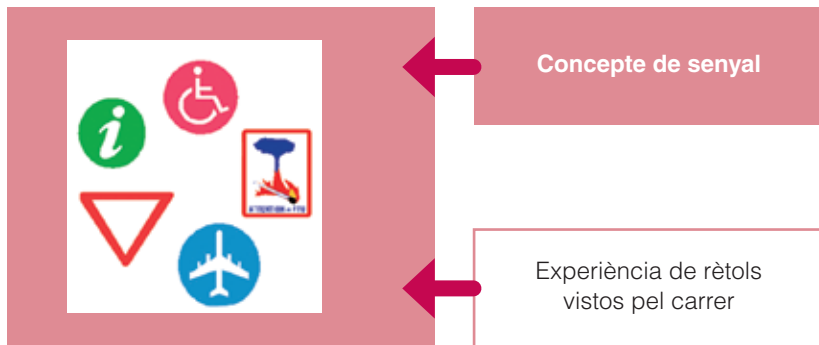 Concepte de senyal
i
Experiència de rètols
vistos pel carrer